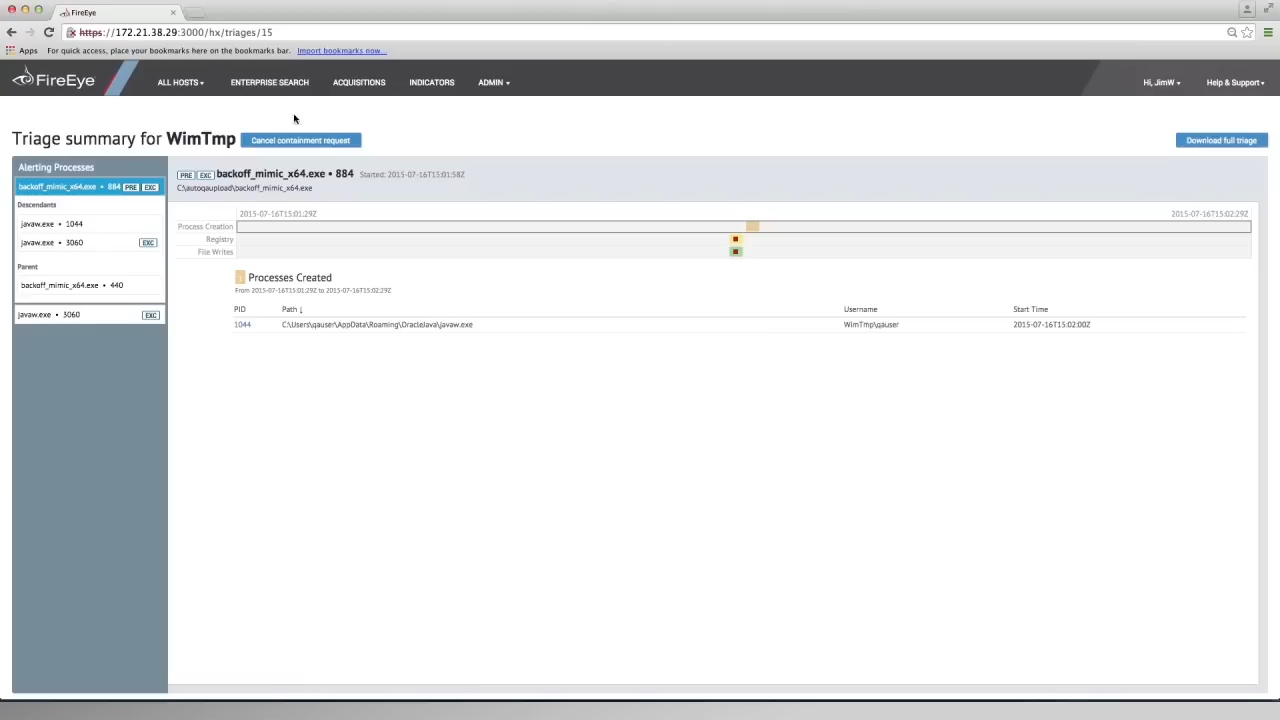 FireEye
https://172.21.38.29:3000/hx/triages/15
Apps For quick access, place your bookmarks here on the bookmarks bar. Import bookmarks now...
FireEye ALL HOSTS ENTERPRISE SEARCH ACQUISITIONS INDICATORS ADMIN Hi, JimW Help & Support
Triage summary for WimTmp Cancel containment request Download full triage
Alerting Processes
backoff_mimic_x64.exe • 884 PRE EXC
Descendants
javaw.exe • 1044
javaw.exe • 3060 EXC
Parent
backoff_mimic_x64.exe • 440
javaw.exe • 3060 EXC
PRE EXC backoff_mimic_x64.exe • 884 Started: 2015-07-16T15:01:58Z
C:\autoqaupload\backoff_mimic_x64.exe
2015-07-16T15:01:29Z 2015-07-16T15:02:29Z
Process Creation
Registry
File Writes
1 Processes Created
From 2015-07-16T15:01:29Z to 2015-07-16T15:02:29Z
PID Path ↓ Username Start Time
1044 C:\Users\qauser\AppData\Roaming\OracleJava\javaw.exe WimTmp\qauser 2015-07-16T15:02:00Z